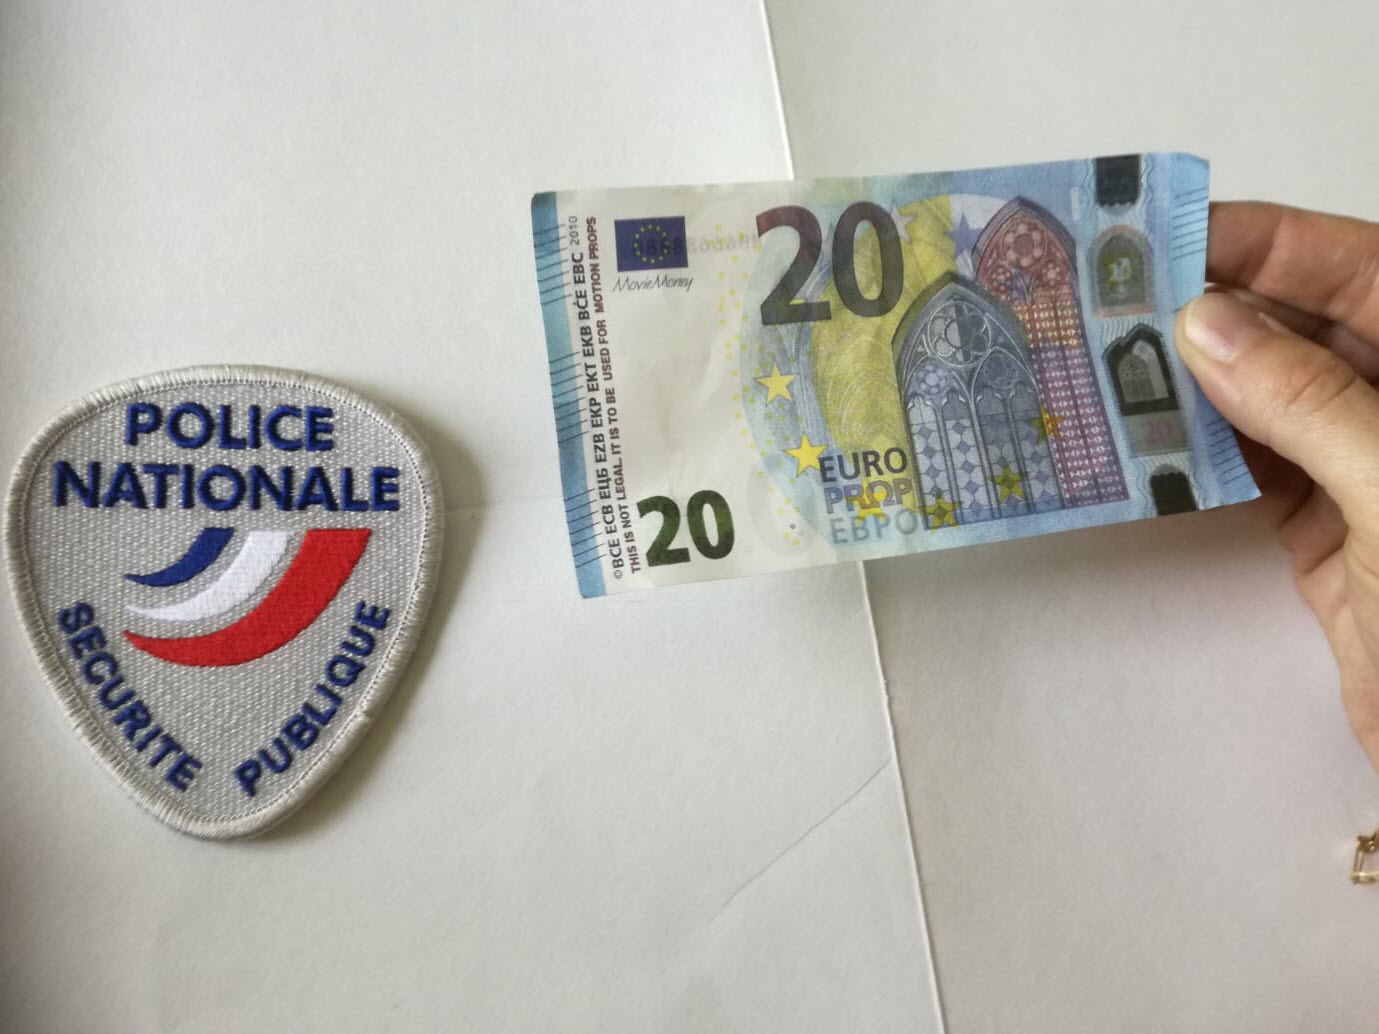 POLICE
NATIONALE
SECURITE PUBLIQUE
©BCE ECB ЕЦБ EZB EKP EKT EKB BĊE EBC 2010
THIS IS NOT LEGAL. IT IS TO BE USED FOR MOTION PROPS
MovieMoney
20
20
EURO
PROP
ЕВРО
20